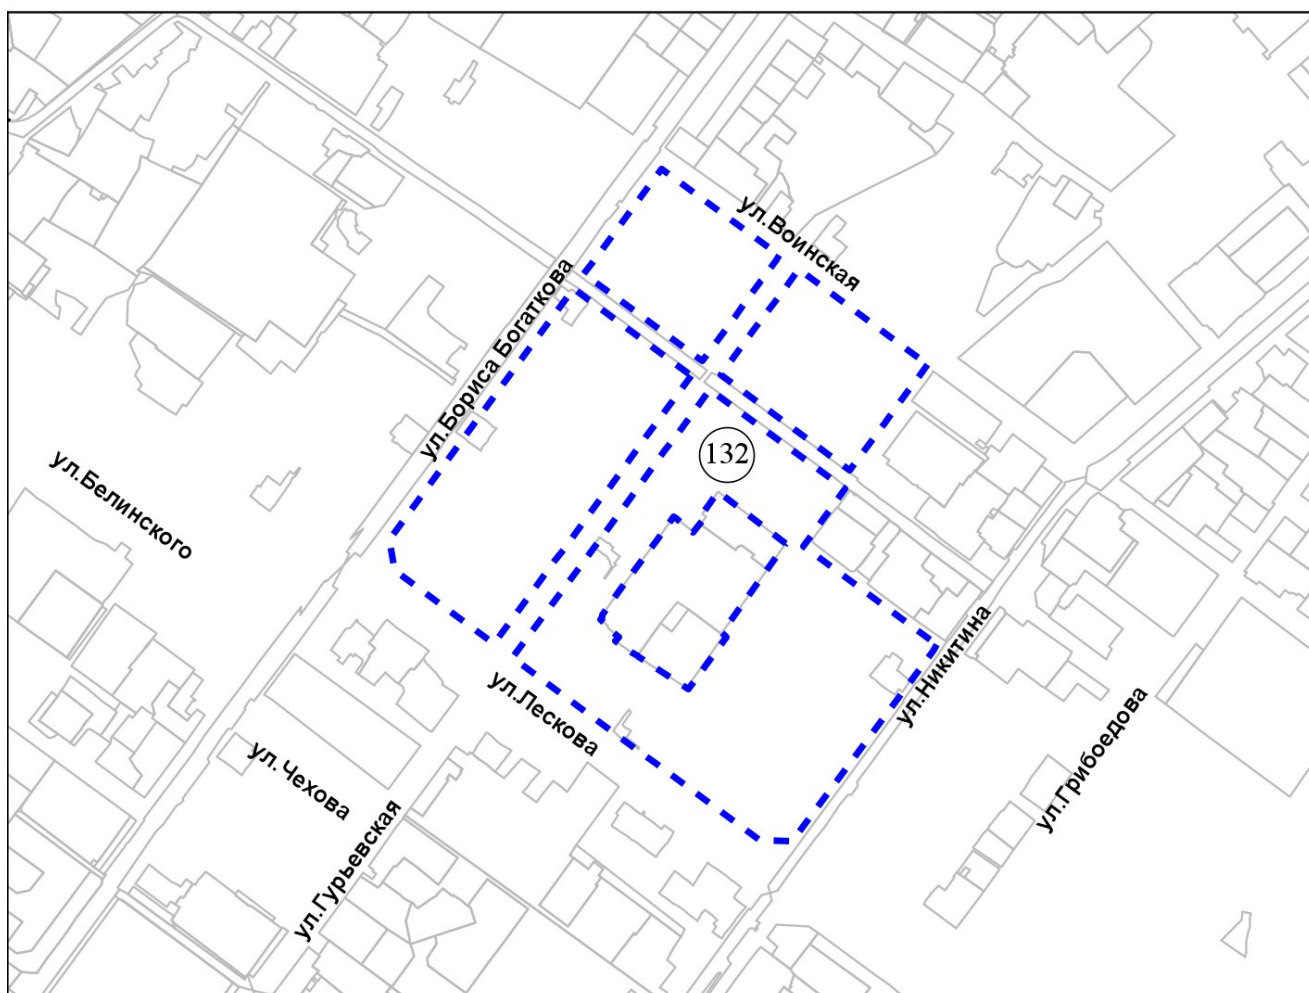 ул.Воинская
ул.Бориса Богаткова
132
ул.Белинского
ул.Никитина
ул.Лескова
ул.Грибоедова
ул.Чехова
ул.Гурьевская